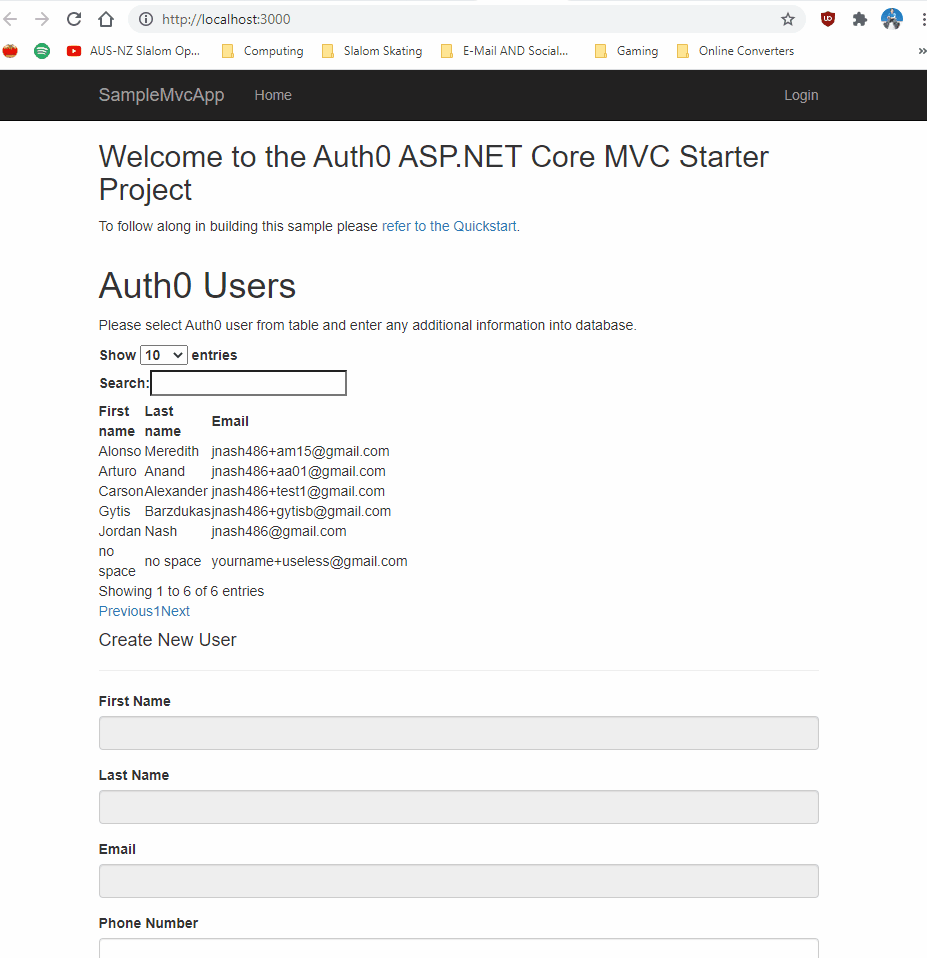 http://localhost:3000
AUS-NZ Slalom Op... Computing Slalom Skating E-Mail AND Social... Gaming Online Converters »
SampleMvcApp Home Login
Welcome to the Auth0 ASP.NET Core MVC Starter
Project
To follow along in building this sample please refer to the Quickstart.
Auth0 Users
Please select Auth0 user from table and enter any additional information into database.
Show 10 entries
Search:
First name Last name Email
Alonso Meredith jnash486+am15@gmail.com
Arturo Anand jnash486+aa01@gmail.com
Carson Alexander jnash486+test1@gmail.com
Gytis Barzdukas jnash486+gytisb@gmail.com
Jordan Nash jnash486@gmail.com
no space no space yourname+useless@gmail.com
Showing 1 to 6 of 6 entries
Previous1Next
Create New User
First Name
Last Name
Email
Phone Number